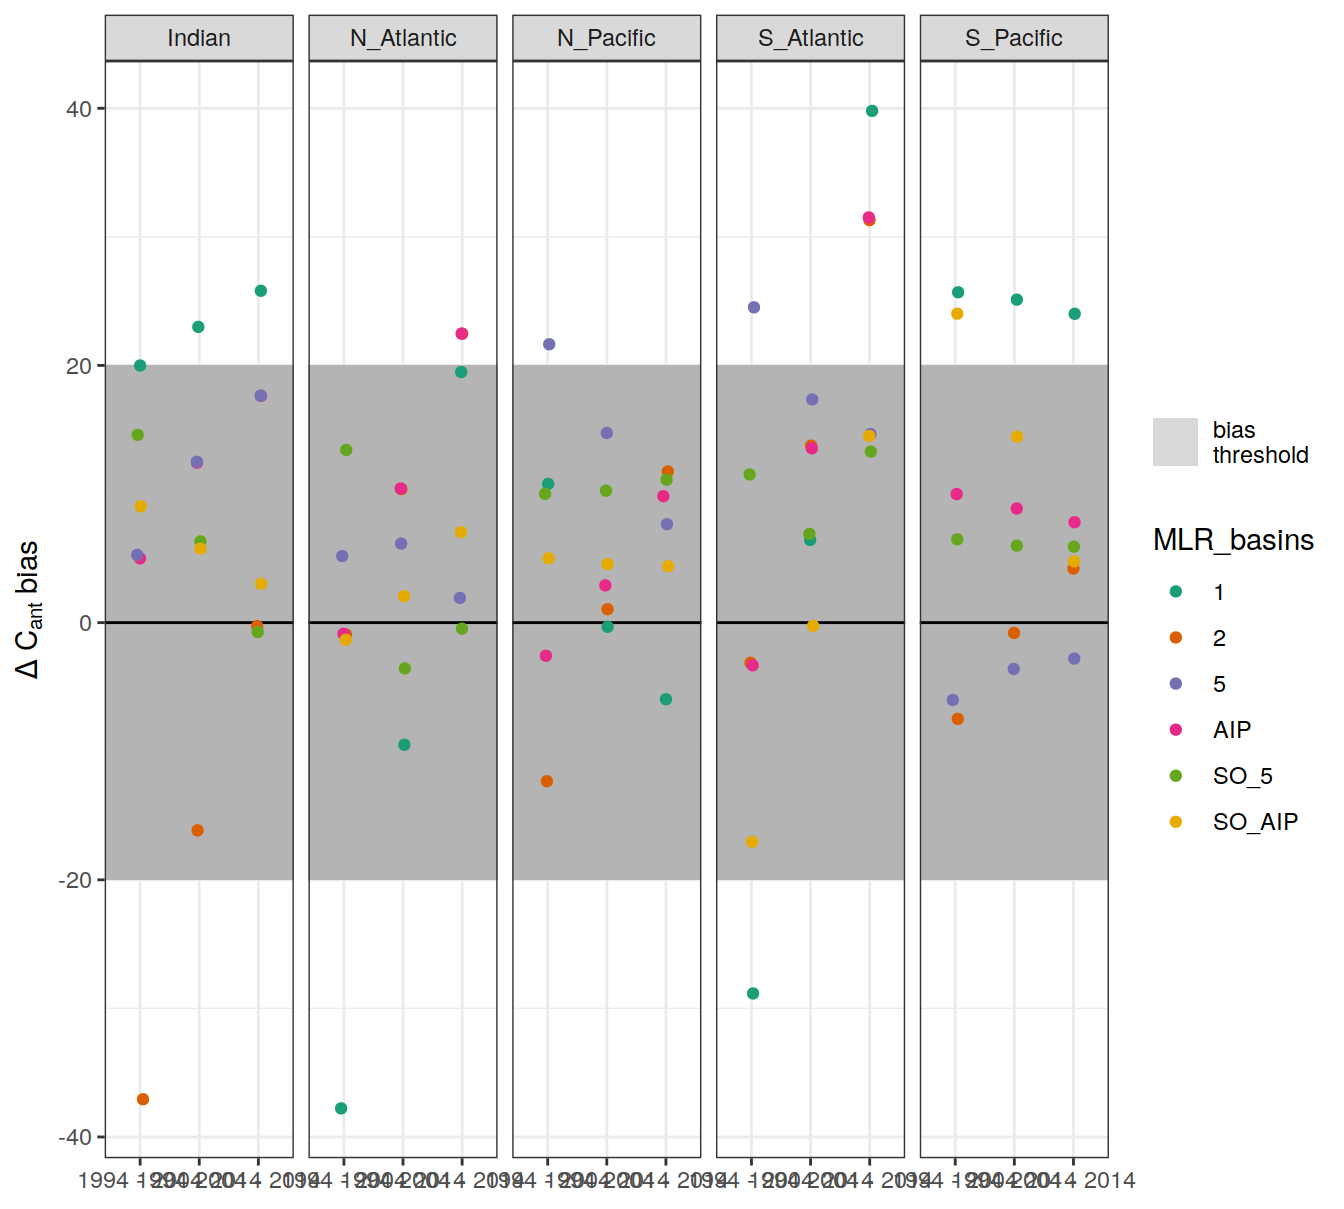 Indian
N_Atlantic
N_Pacific
S_Atlantic
S_Pacific
40
20
0
-20
-40
Δ Cant bias
1994
2014
bias
threshold
MLR_basins
1
2
5
AIP
SO_5
SO_AIP